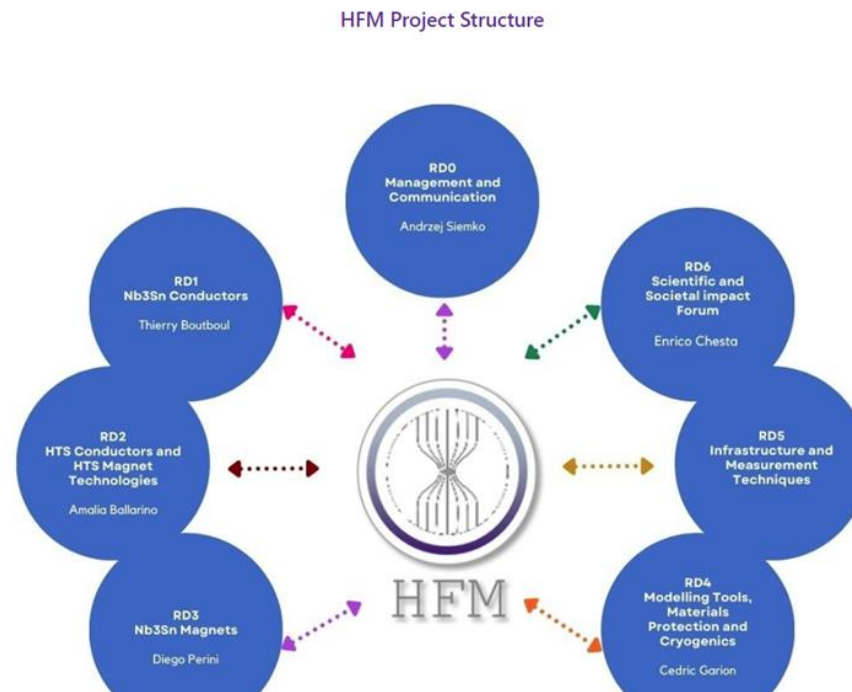 HFM Project Structure
RD0
Management and
Communication
Andrzej Siemko
RD1
Nb3Sn Conductors
Thierry Boutboul
RD6
Scientific and
Societal impact
Forum
Enrico Chesta
RD2
HTS Conductors and
HTS Magnet
Technologies
Amalia Ballarino
RD5
Infrastructure and
Measurement
Techniques
HFM
RD3
Nb3Sn Magnets
Diego Perini
RD4
Modelling Tools,
Materials
Protection and
Cryogenics
Cedric Garion